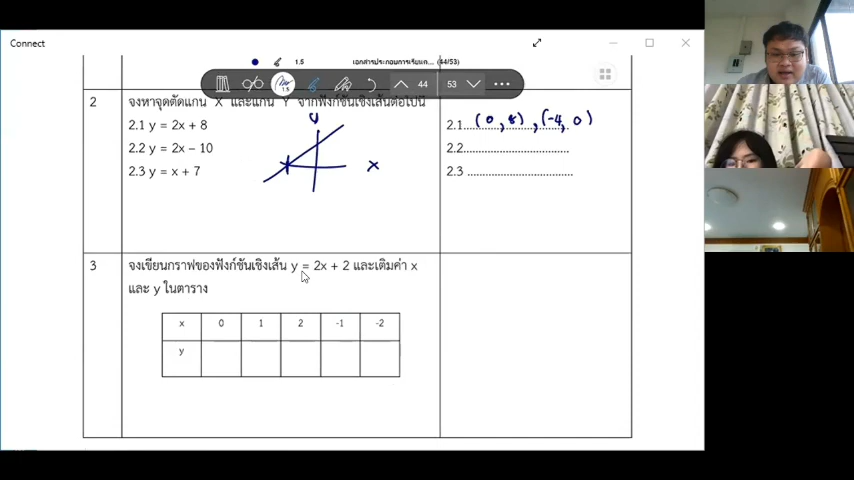 Connect
1.5 เอกสารประกอบการเรียนก... (44/53)
1.5 44 53
2 จงหาจุดตัดแกน X และแกน Y จากฟังก์ชันเชิงเส้นต่อไปนี้
2.1 y = 2x + 8
2.2 y = 2x − 10
2.3 y = x + 7
y
x
2.1 (0, 8), (-4, 0)
2.2
2.3
3 จงเขียนกราฟของฟังก์ชันเชิงเส้น y = 2x + 2 และเติมค่า x
และ y ในตาราง
x 0 1 2 -1 -2
y